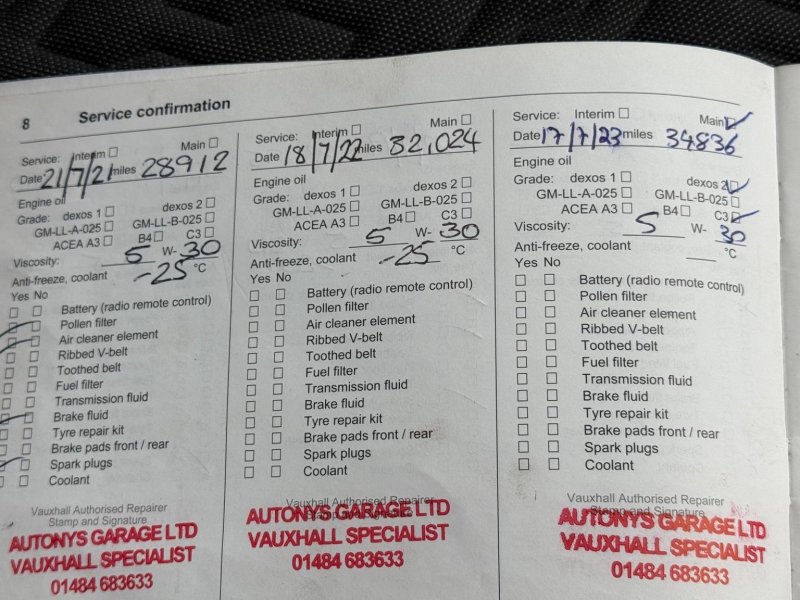 8 Service confirmation
Service: Interim Main
Date 21/7/21 miles 28912
Engine oil
Grade: dexos 1 dexos 2
GM-LL-A-025 GM-LL-B-025
ACEA A3 B4 C3
Viscosity: 5 W- 30
Anti-freeze, coolant -25 °C
Yes No
Battery (radio remote control)
Pollen filter
Air cleaner element
Ribbed V-belt
Toothed belt
Fuel filter
Transmission fluid
Brake fluid
Tyre repair kit
Brake pads front / rear
Spark plugs
Coolant
Vauxhall Authorised Repairer
Stamp and Signature
AUTONYS GARAGE LTD
VAUXHALL SPECIALIST
01484 683633
Service: Interim Main
Date 18/7/22 miles 32,024
Engine oil
Grade: dexos 1 dexos 2
GM-LL-A-025 GM-LL-B-025
ACEA A3 B4 C3
Viscosity: 5 W- 30
Anti-freeze, coolant -25 °C
Yes No
Battery (radio remote control)
Pollen filter
Air cleaner element
Ribbed V-belt
Toothed belt
Fuel filter
Transmission fluid
Brake fluid
Tyre repair kit
Brake pads front / rear
Spark plugs
Coolant
Vauxhall Authorised Repairer
Stamp and Signature
AUTONYS GARAGE LTD
VAUXHALL SPECIALIST
01484 683633
Service: Interim Main
Date 17/7/23 miles 34836
Engine oil
Grade: dexos 1 dexos 2
GM-LL-A-025 GM-LL-B-025
ACEA A3 B4 C3
Viscosity: 5 W- 30
Anti-freeze, coolant °C
Yes No
Battery (radio remote control)
Pollen filter
Air cleaner element
Ribbed V-belt
Toothed belt
Fuel filter
Transmission fluid
Brake fluid
Tyre repair kit
Brake pads front / rear
Spark plugs
Coolant
Vauxhall Authorised Repairer
Stamp and Signature
AUTONYS GARAGE LTD
VAUXHALL SPECIALIST
01484 683633